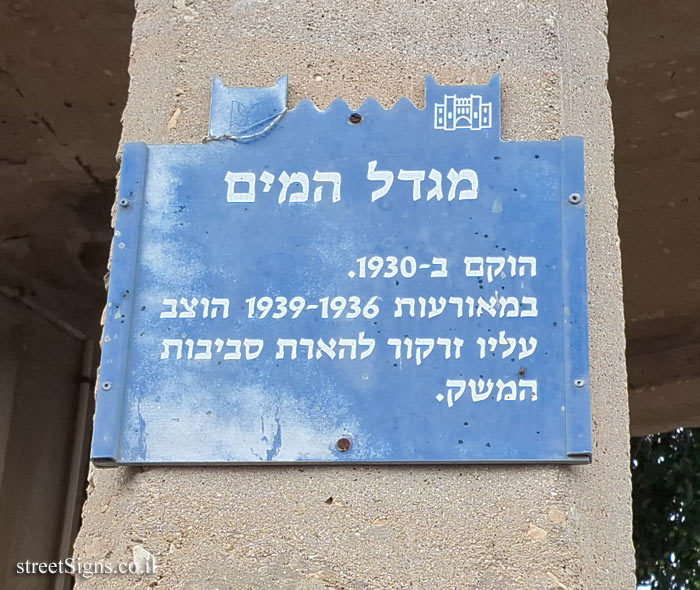 מגדל המים
הוקם ב-1930.
במאורעות 1939-1936 הוצב
עליו זרקור להארת סביבות
המשק.
streetSigns.co.il